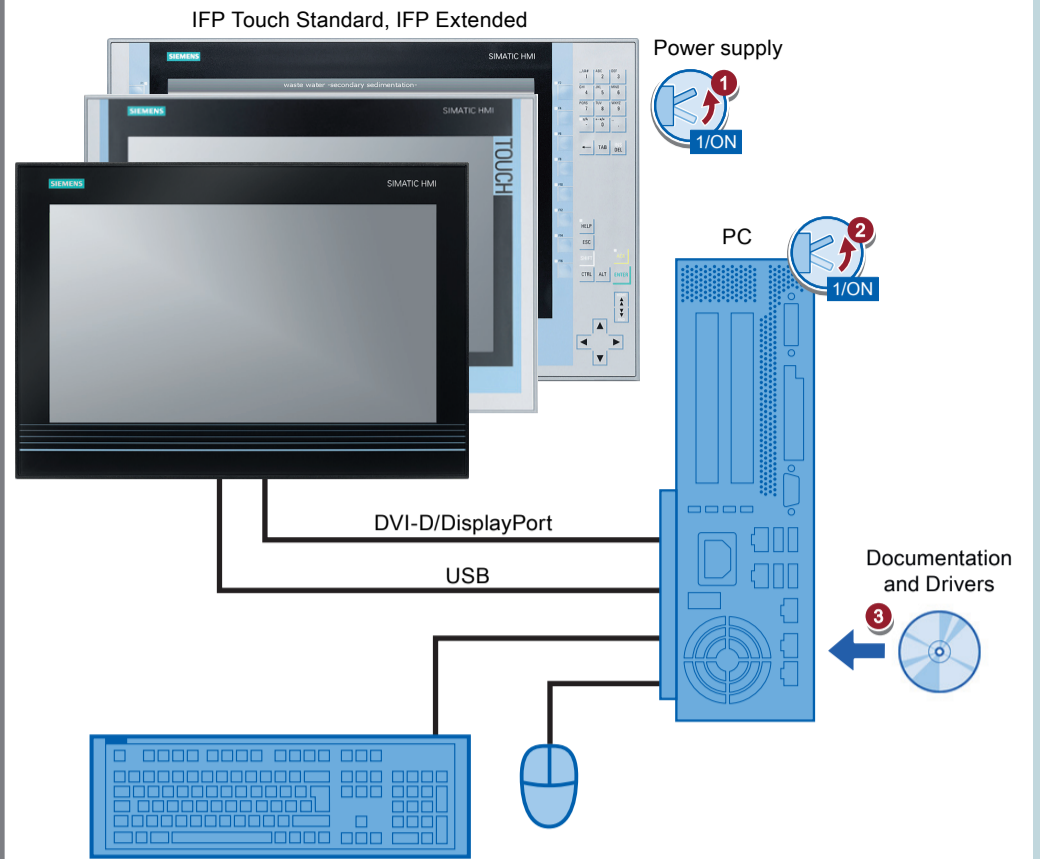 IFP Touch Standard, IFP Extended
Power supply
1
1/ON
SIEMENS
SIMATIC HMI
waste water -secondary sedimentation-
SIEMENS
SIMATIC HMI
TOUCH
SIEMENS
SIMATIC HMI
TAB
DEL
HELP
ESC
CTRL
ALT
ENTER
PC
2
1/ON
DVI-D/DisplayPort
USB
Documentation
and Drivers
3